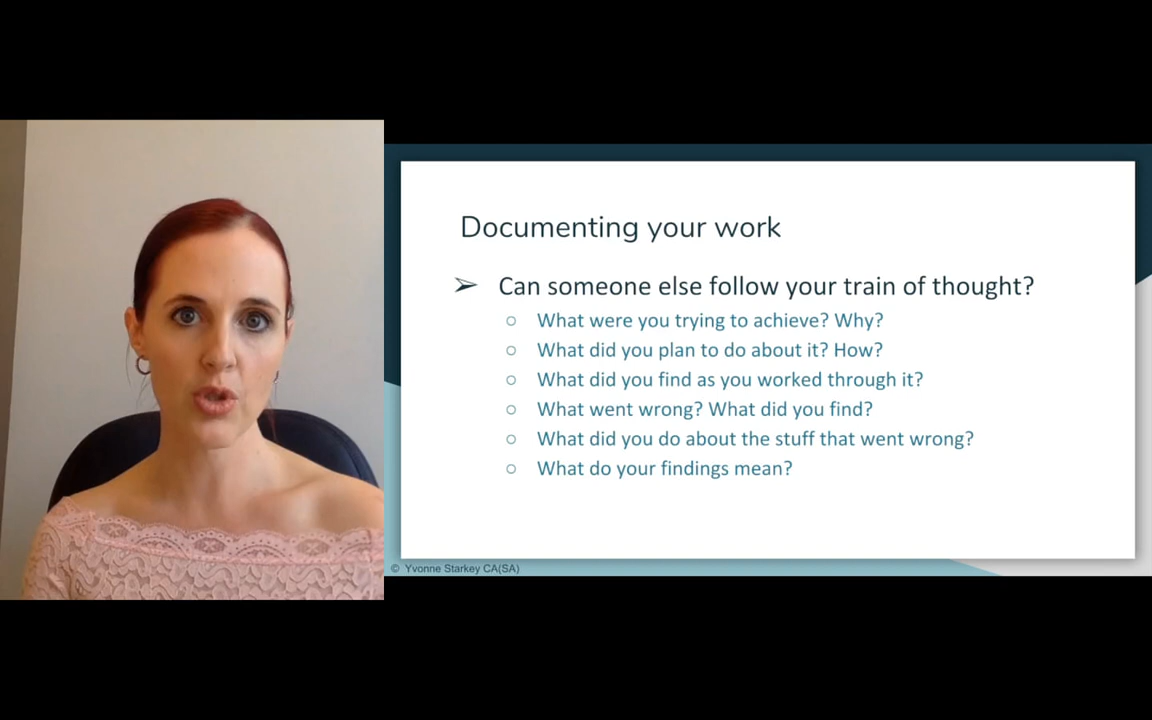 Documenting your work
➢ Can someone else follow your train of thought?
○ What were you trying to achieve? Why?
○ What did you plan to do about it? How?
○ What did you find as you worked through it?
○ What went wrong? What did you find?
○ What did you do about the stuff that went wrong?
○ What do your findings mean?
© Yvonne Starkey CA(SA)